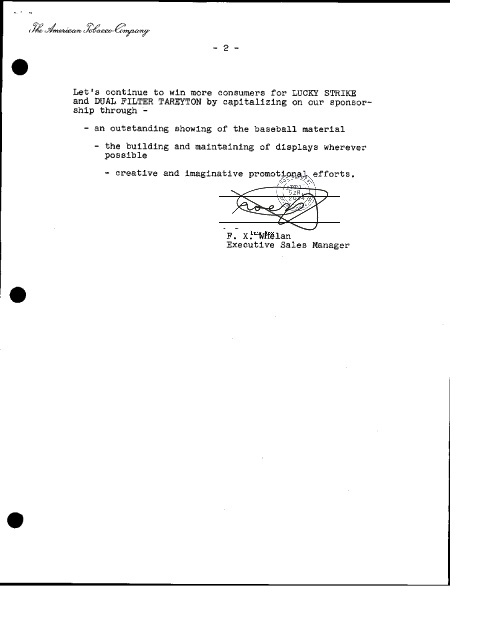 The American Tobacco Company
- 2 -
Let's continue to win more consumers for LUCKY STRIKE
and DUAL FILTER TAREYTON by capitalizing on our sponsor-
ship through -
- an outstanding showing of the baseball material
- the building and maintaining of displays wherever
possible
- creative and imaginative promotional efforts.
F. X. Whelan
Executive Sales Manager